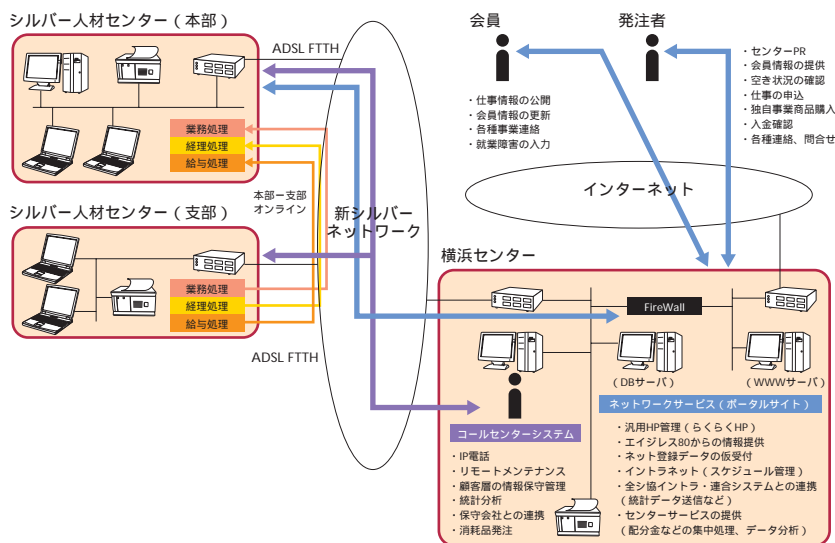 シルバー人材センター(本部)
ADSL FTTH
業務処理
経理処理
給与処理
本部ー支部
オンライン
シルバー人材センター(支部)
業務処理
経理処理
給与処理
ADSL FTTH
新シルバー
ネットワーク
会員
・仕事情報の公開
・会員情報の更新
・各種事業連絡
・就業障害の入力
発注者
・センターPR
・会員情報の提供
・空き状況の確認
・仕事の申込
・独自事業商品購入
・入金確認
・各種連絡、問合せ
インターネット
横浜センター
FireWall
(DBサーバ)
(WWWサーバ)
コールセンターシステム
・IP電話
・リモートメンテナンス
・顧客層の情報保守管理
・統計分析
・保守会社との連携
・消耗品発注
ネットワークサービス(ポータルサイト)
・汎用HP管理(らくらくHP)
・エイジレス80からの情報提供
・ネット登録データの仮受付
・イントラネット(スケジュール管理)
・全シ協イントラ・連合システムとの連携
(統計データ送信など)
・センターサービスの提供
(配分金などの集中処理、データ分析)